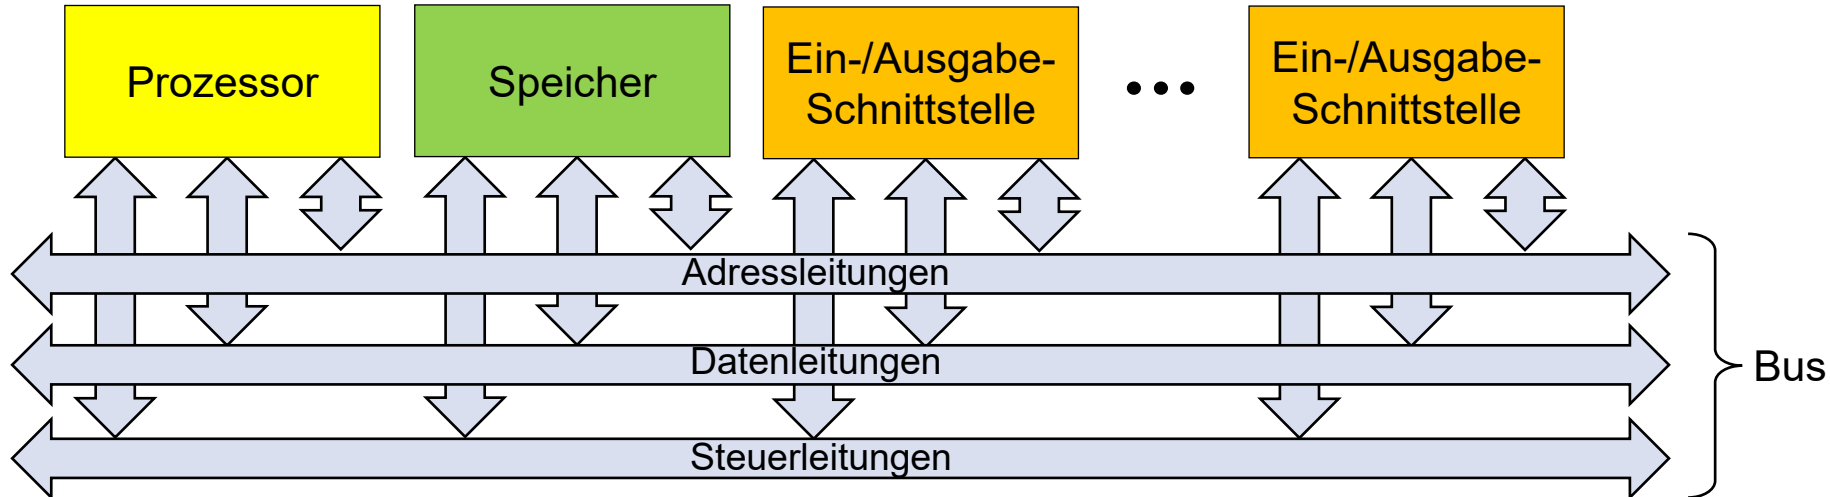 Prozessor
Speicher
Ein-/Ausgabe-
Schnittstelle
...
Ein-/Ausgabe-
Schnittstelle
Adressleitungen
Datenleitungen
Steuerleitungen
Bus